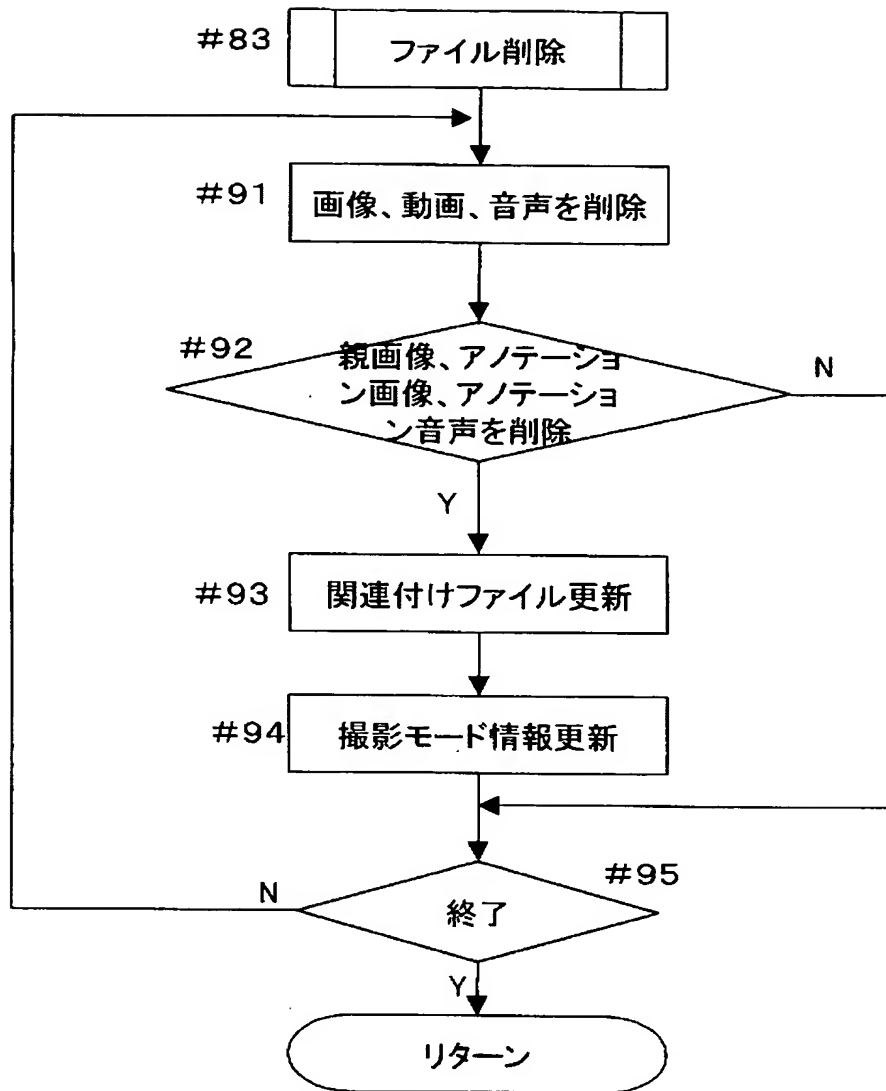 #83
ファイル削除
#91
画像、動画、音声を削除
#92
親画像、アノテーショ
ン画像、アノテーショ
ン音声を削除
N
Y
#93
関連付けファイル更新
#94
撮影モード情報更新
#95
N
終了
Y
リターン